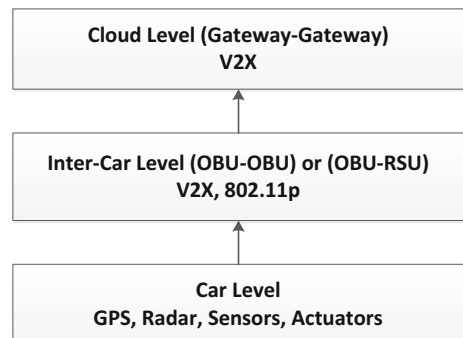 Cloud Level (Gateway-Gateway)
V2X
Inter-Car Level (OBU-OBU) or (OBU-RSU)
V2X, 802.11p
Car Level
GPS, Radar, Sensors, Actuators